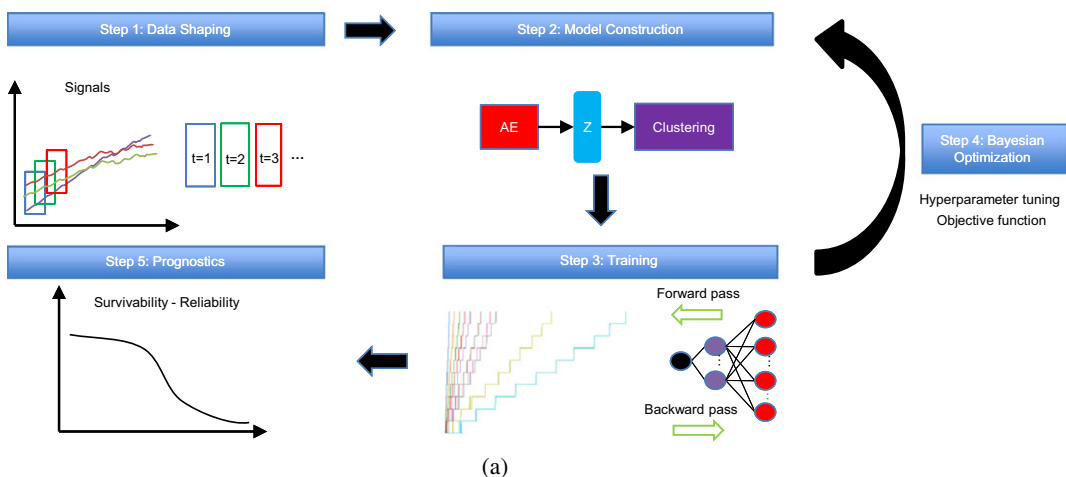 Step 1: Data Shaping
Step 2: Model Construction
Signals
t=1
t=2
t=3
...
AE
Z
Clustering
Step 4: Bayesian
Optimization
Hyperparameter tuning
Objective function
Step 5: Prognostics
Step 3: Training
Survivability - Reliability
Forward pass
Backward pass
(a)